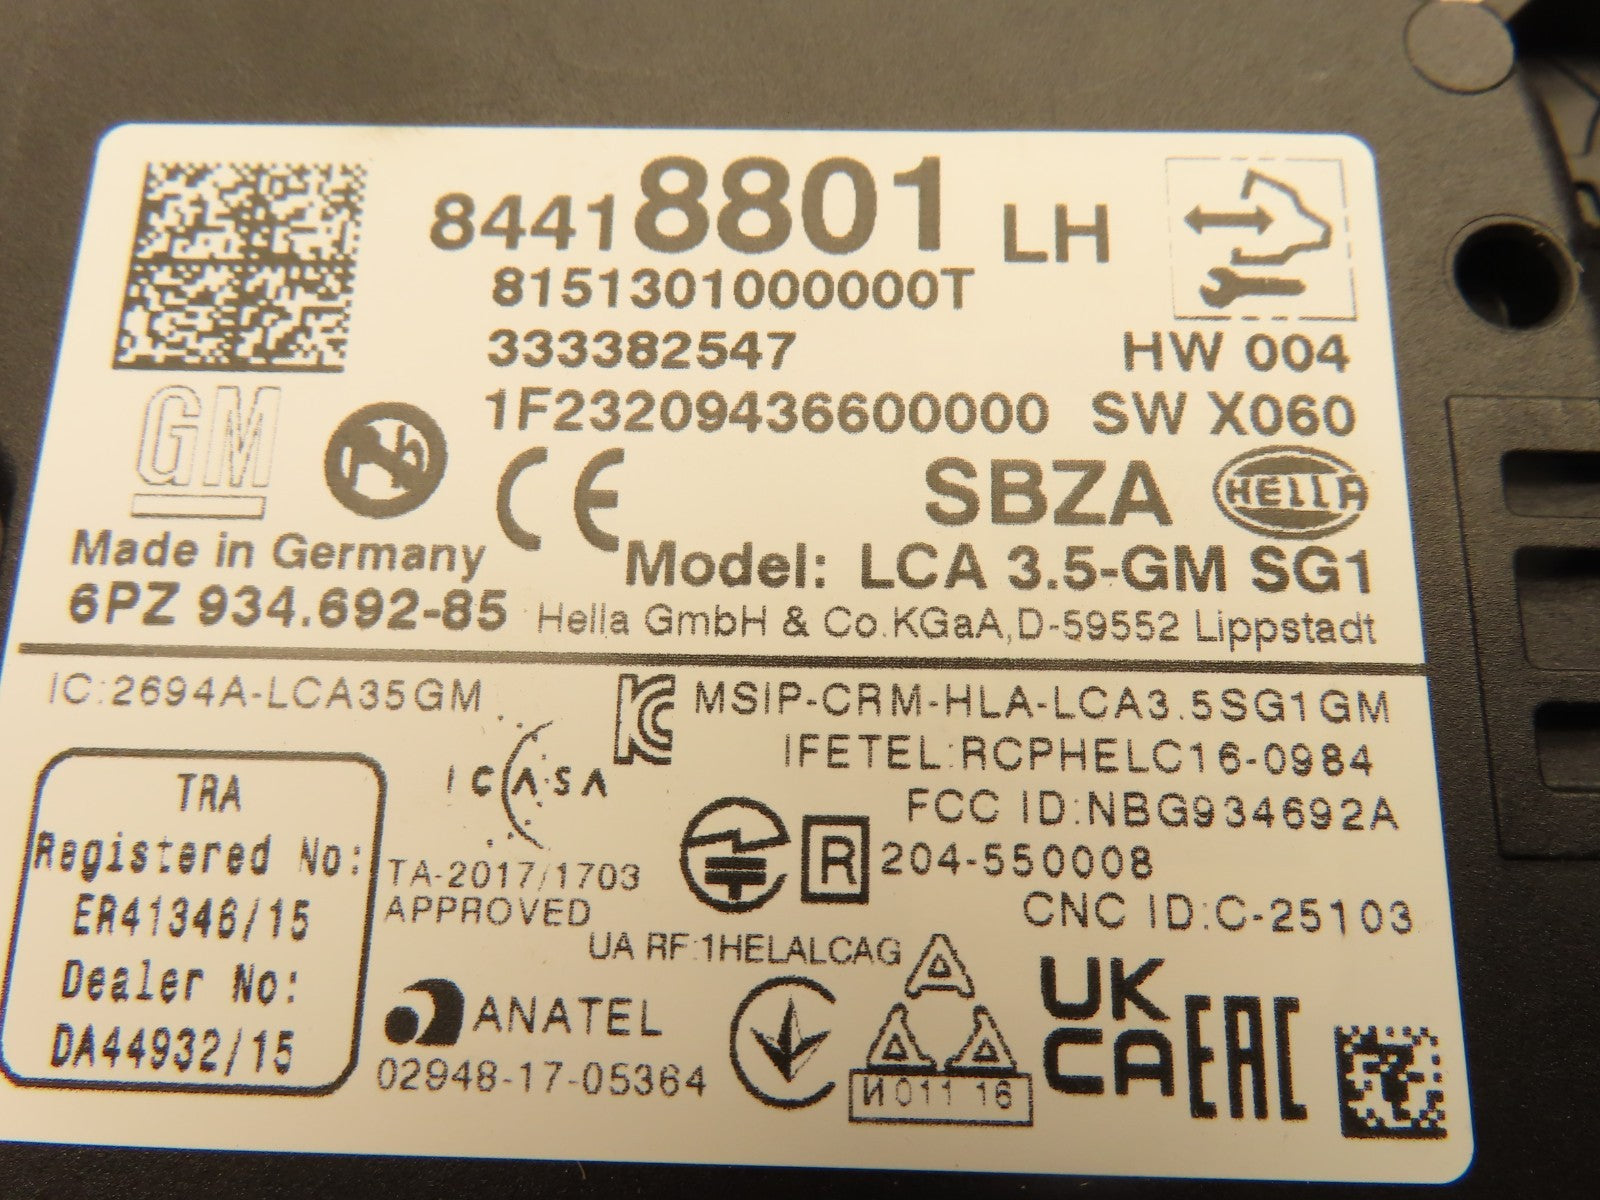 84418801 LH
8151301000000T
333382547 HW 004
1F23209436600000 SW X060
GM
CE SBZA HELLA
Made in Germany Model: LCA 3.5-GM SG1
6PZ 934.692-85 Hella GmbH & Co.KGaA,D-59552 Lippstadt
IC:2694A-LCA35GM MSIP-CRM-HLA-LCA3.5SG1GM
IFETEL:RCPHELC16-0984
ICASA
FCC ID:NBG934692A
TRA
Registered No:
ER41346/15
Dealer No:
DA44932/15
TA-2017/1703
APPROVED
R 204-550008
CNC ID:C-25103
UA RF:1HELALCAG
ANATEL
02948-17-05364
И 011 16
UK
CA
EAC